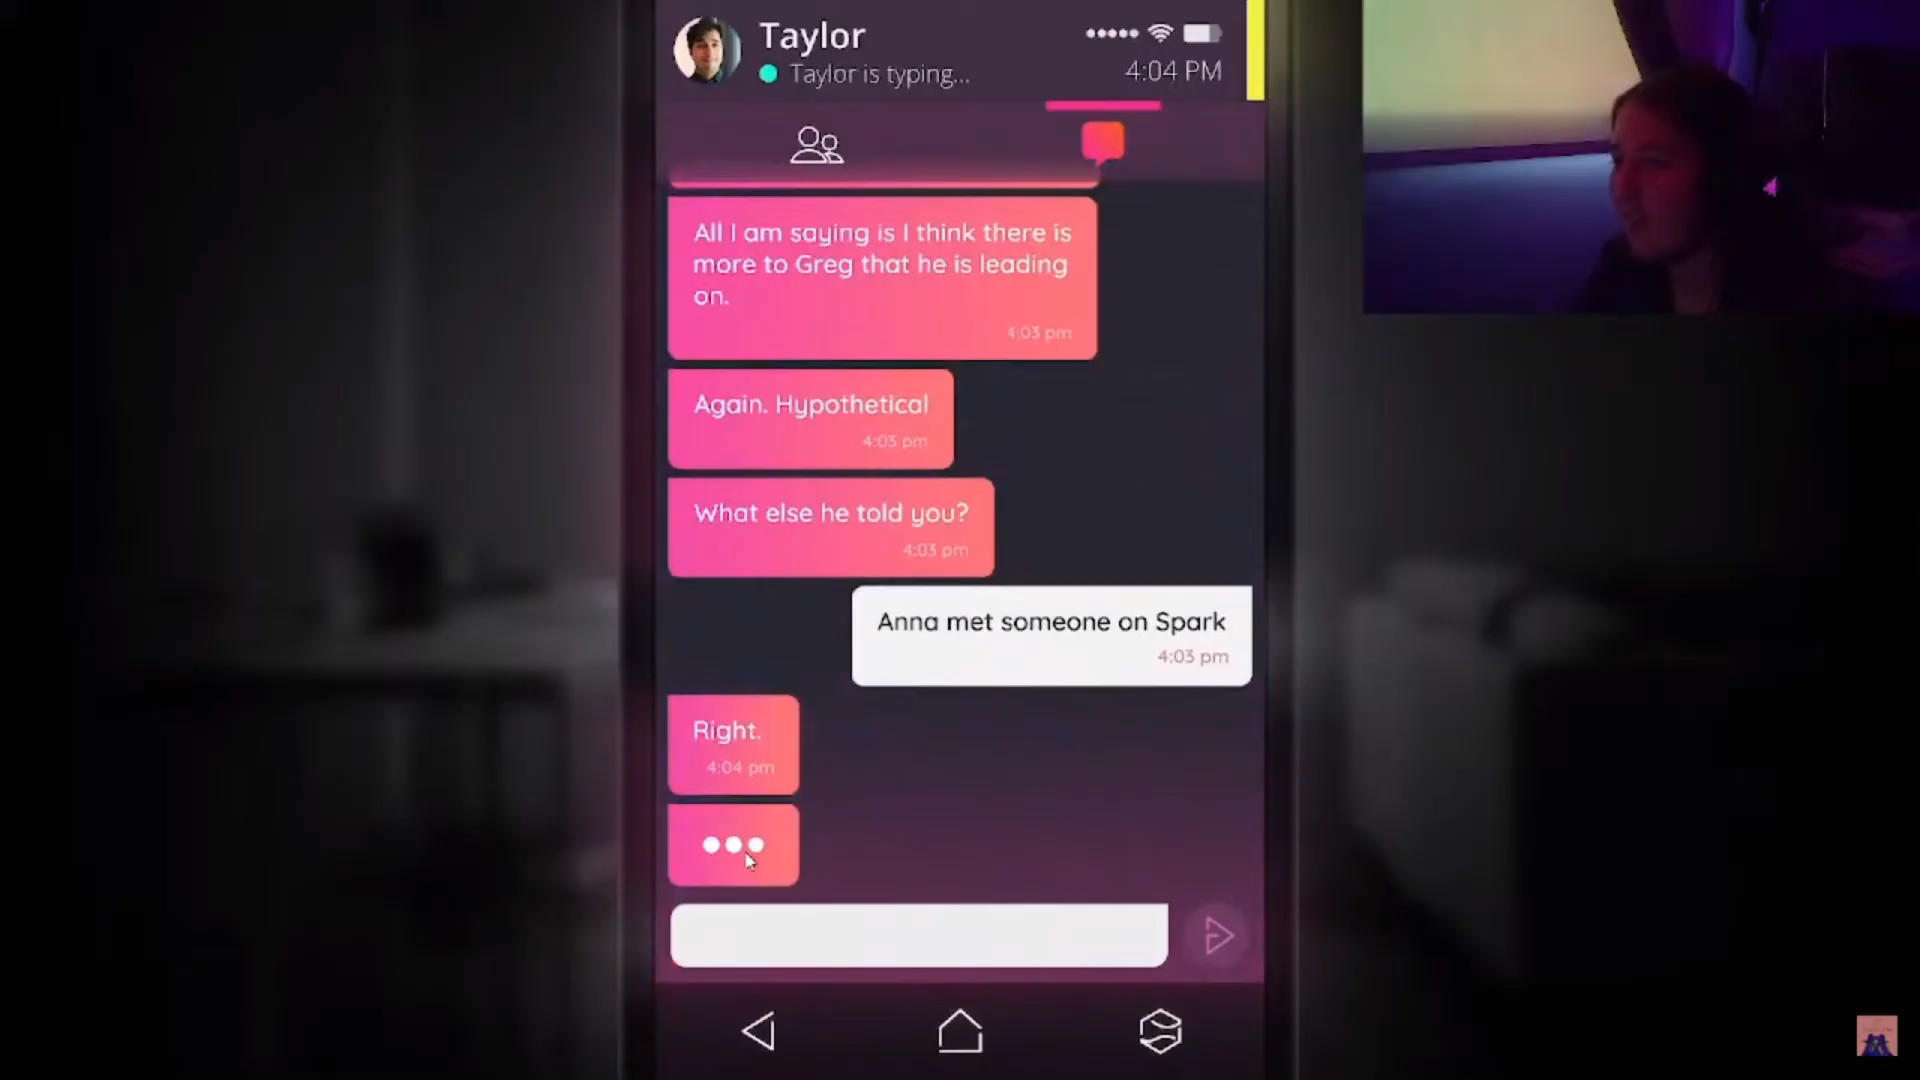 Taylor
Taylor is typing...
4:04 PM
All I am saying is I think there is
more to Greg that he is leading
on.
4:03 pm
Again. Hypothetical
4:03 pm
What else he told you?
4:03 pm
Anna met someone on Spark
4:03 pm
Right.
4:04 pm